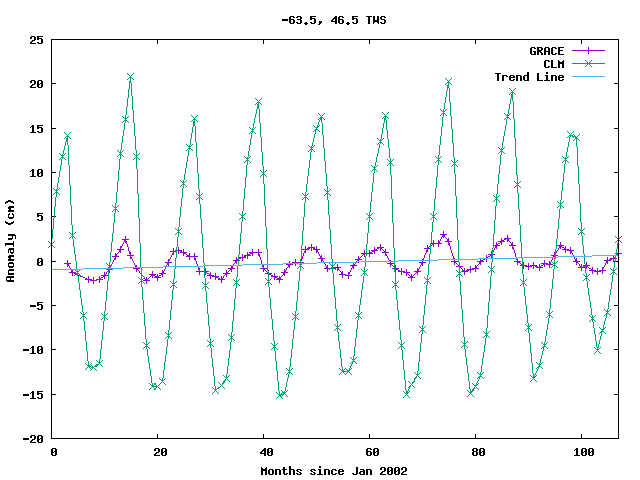 -63.5, 46.5 TWS
GRACE
CLM
Trend Line
25
20
15
10
5
0
-5
-10
-15
-20
Anomaly (cm)
0 20 40 60 80 100
Months since Jan 2002